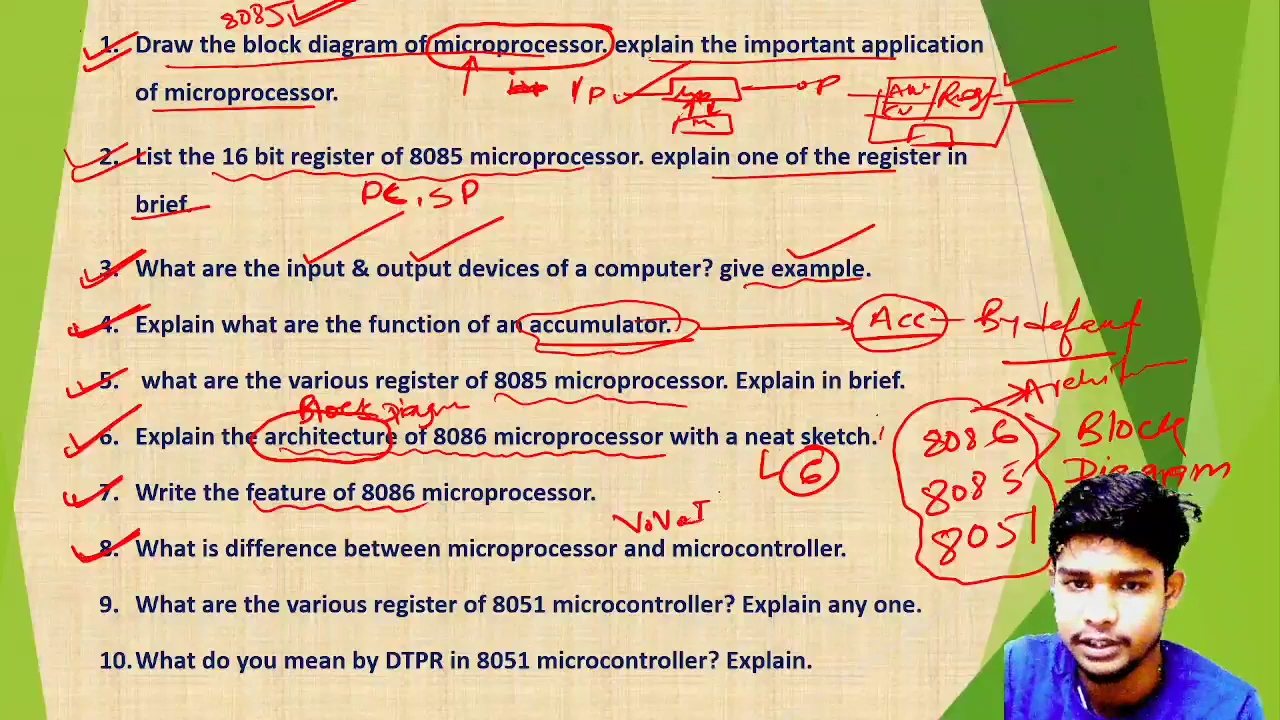 8085
1. Draw the block diagram of microprocessor. explain the important application
of microprocessor.
I/P
O/P
2. List the 16 bit register of 8085 microprocessor. explain one of the register in
brief.
PC, SP
3. What are the input & output devices of a computer? give example.
4. Explain what are the function of an accumulator.
Acc
5. what are the various register of 8085 microprocessor. Explain in brief.
Block
6. Explain the architecture of 8086 microprocessor with a neat sketch.
6
8086
8085
8051
Block
Diagram
7. Write the feature of 8086 microprocessor.
8. What is difference between microprocessor and microcontroller.
9. What are the various register of 8051 microcontroller? Explain any one.
10. What do you mean by DTPR in 8051 microcontroller? Explain.